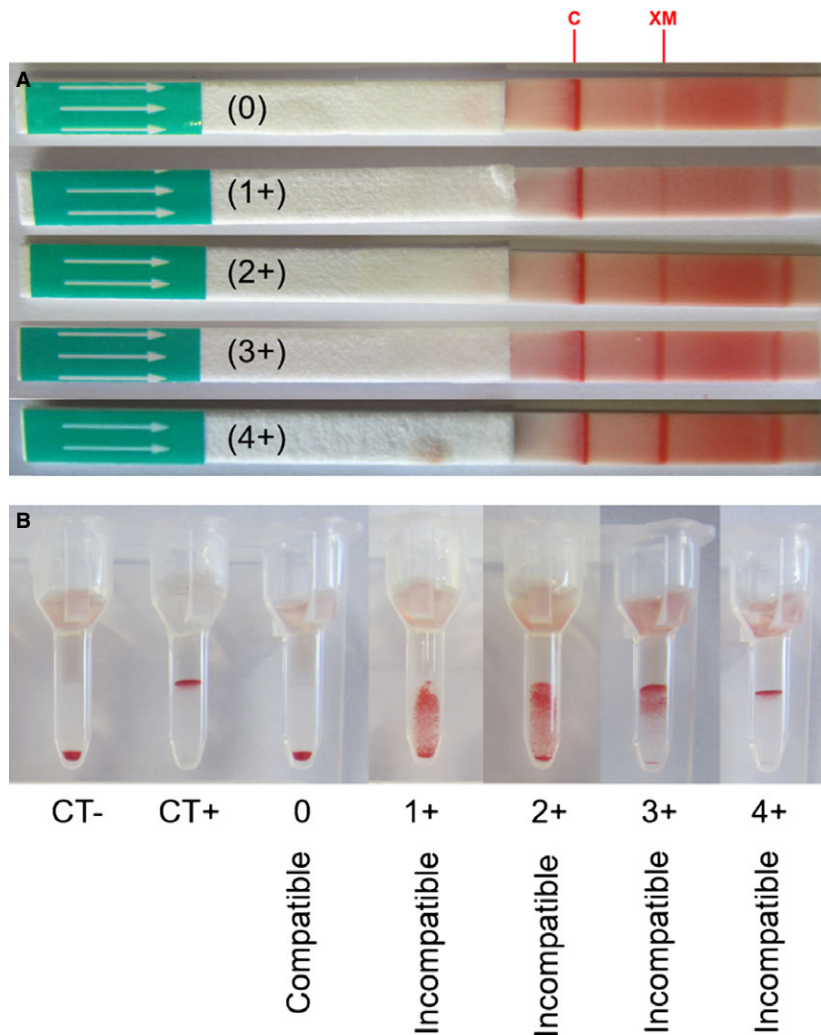 C XM
A
(0)
(1+)
(2+)
(3+)
(4+)
B
CT- CT+ 0 1+ 2+ 3+ 4+
Compatible
Incompatible
Incompatible
Incompatible
Incompatible